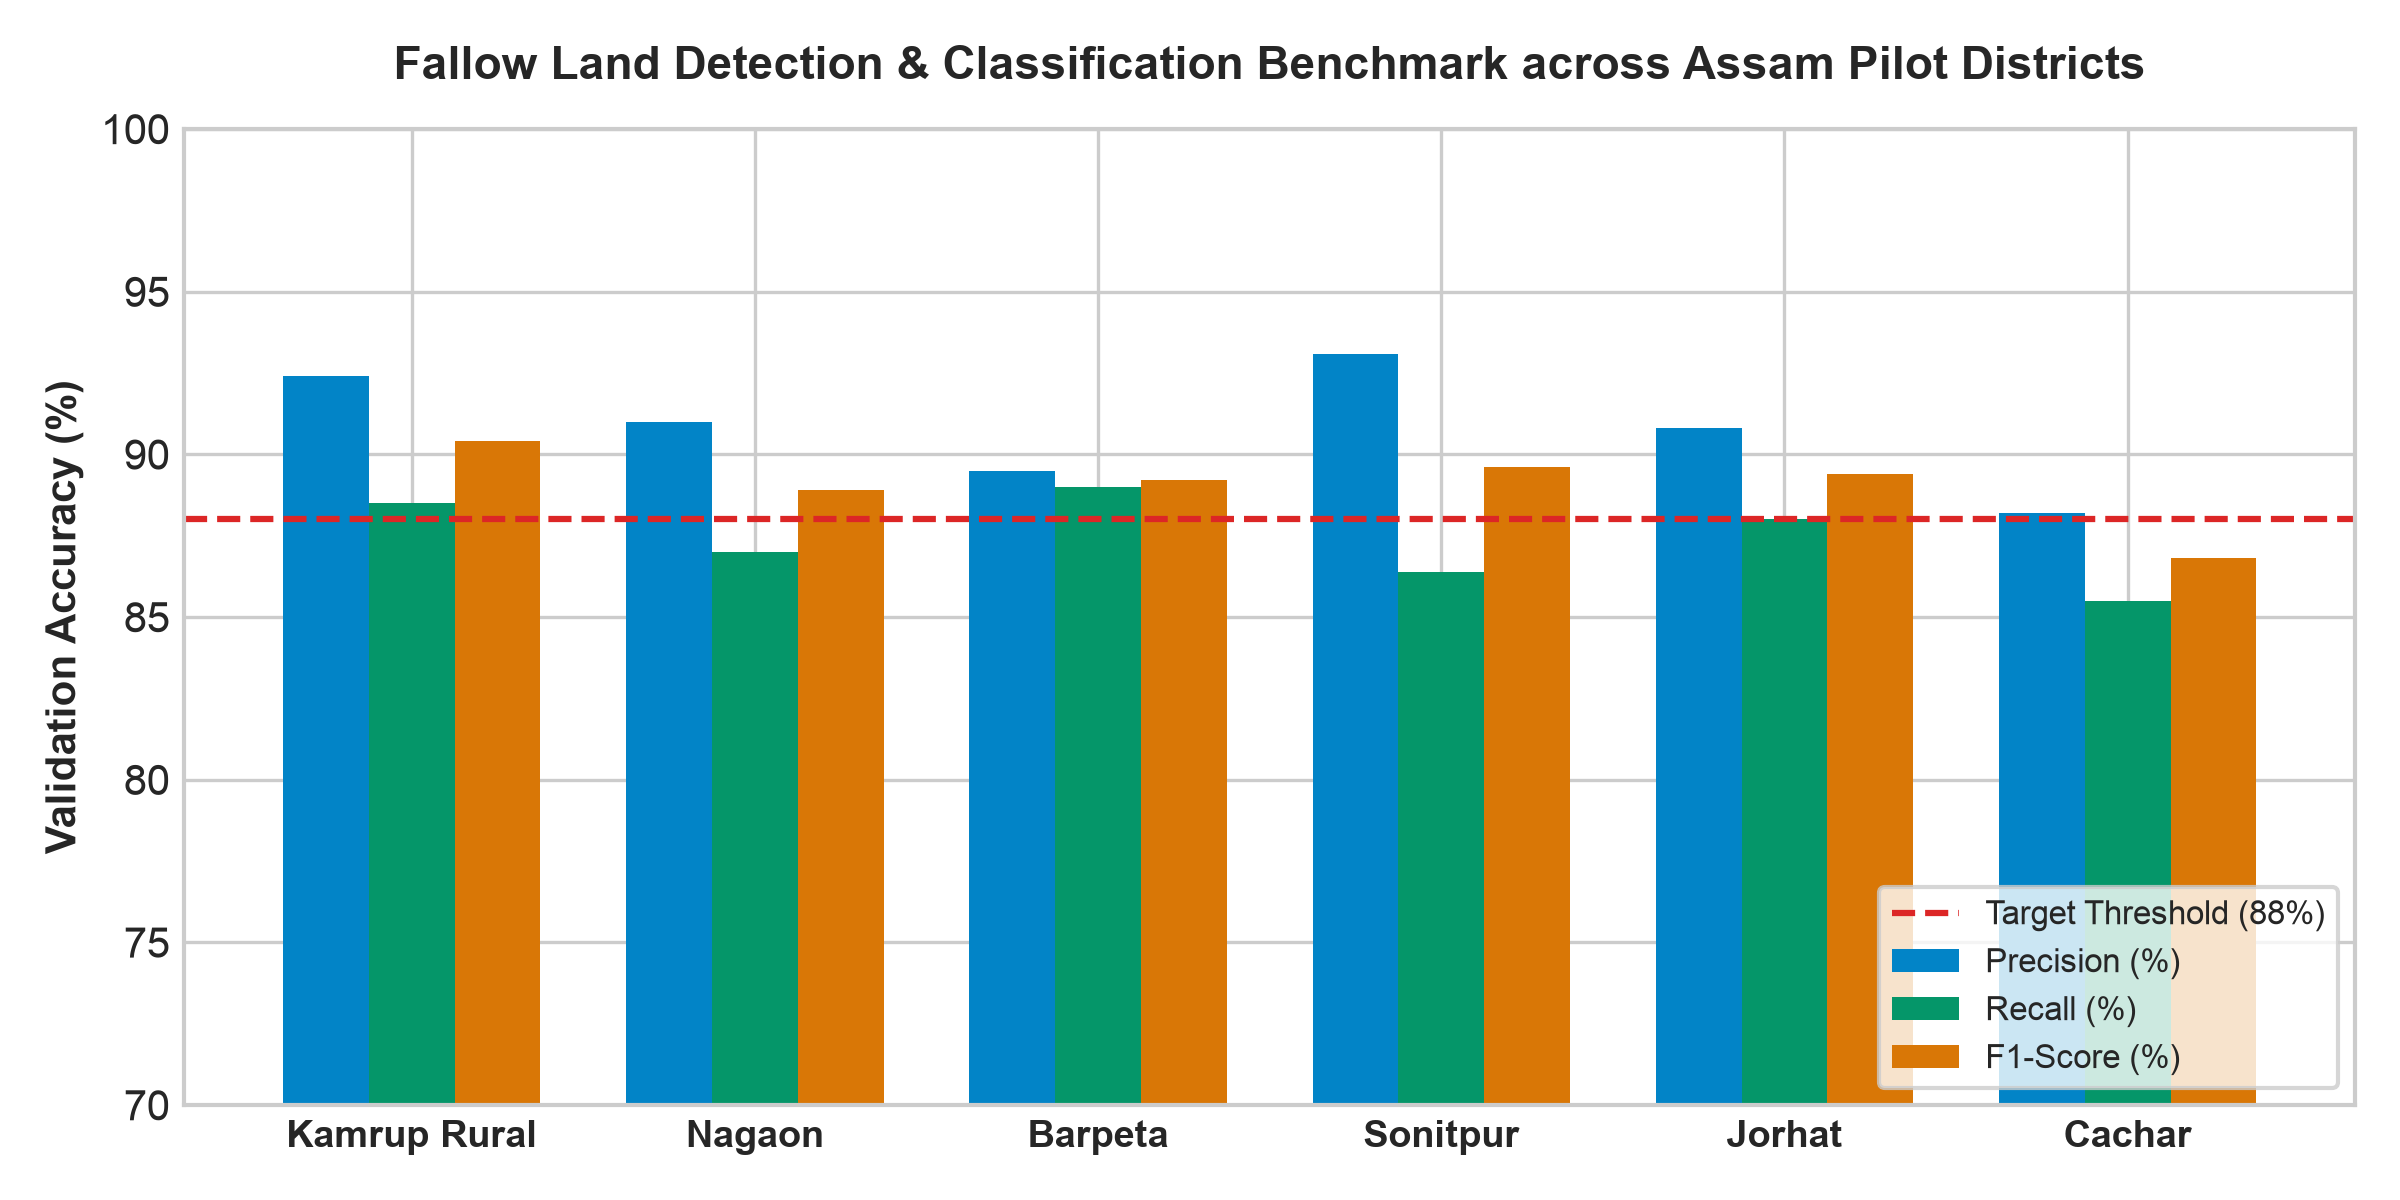 Fallow Land Detection & Classification Benchmark across Assam Pilot Districts
Validation Accuracy (%)
100
95
90
85
80
75
70
Kamrup Rural
Nagaon
Barpeta
Sonitpur
Jorhat
Cachar
Target Threshold (88%)
Precision (%)
Recall (%)
F1-Score (%)